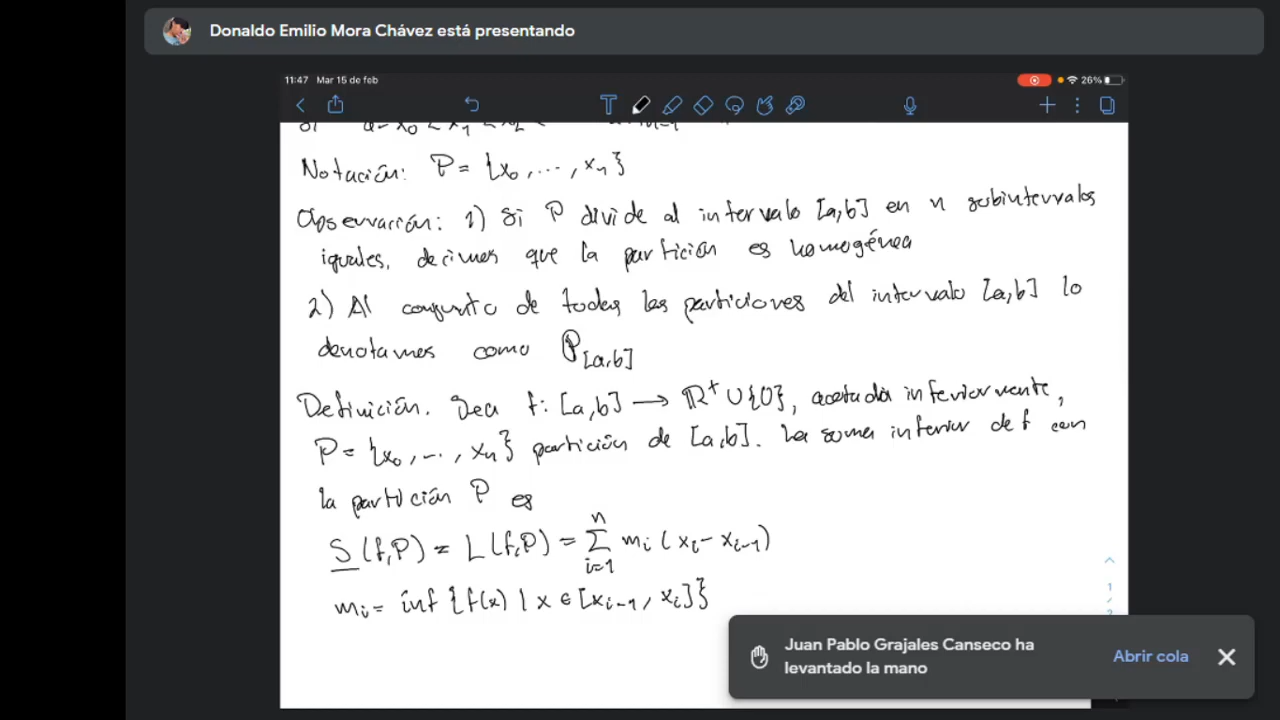 Donaldo Emilio Mora Chávez está presentando
11:47 Mar 15 de feb 26%
Notación: P = {x₀, ..., xₙ}
Observación: 1) Si P divide al intervalo [a,b] en n subintervalos
iguales, decimos que la partición es homogénea
2) Al conjunto de todas las particiones del intervalo [a,b] lo
denotamos como P[a,b]
Definición. Sea f: [a,b] → ℝ⁺ ∪ {0}, acotada inferiormente,
P = {x₀, ..., xₙ} partición de [a,b]. La suma inferior de f con
la partición P es
S(f,P) = L(f,P) = Σⁿᵢ₌₁ mᵢ (xᵢ - xᵢ₋₁)
mᵢ = inf {f(x) | x ∈ [xᵢ₋₁, xᵢ]}
Juan Pablo Grajales Canseco ha
levantado la mano
Abrir cola